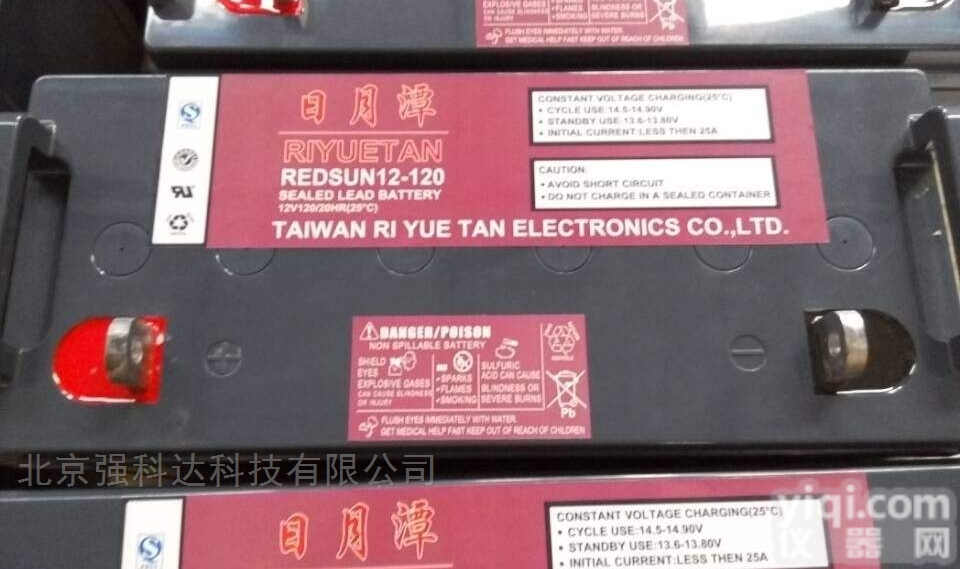 EXPLOSIVE GASES
CAN CAUSE BLINDNESS
OR INJURY
•FLAMES
•SMOKING
BLINDNESS OR
SEVERE BURNS
Pb
FLUSH EYES IMMEDIATELY WITH WATER.
GET MEDICAL HELP FAST KEEP OUT OF REACH OF CHILDREN
日月潭
RIYUETAN
REDSUN12-120
SEALED LEAD BATTERY
12V120/20HR(25°C)
CONSTANT VOLTAGE CHARGING(25°C)
• CYCLE USE:14.5-14.90V
• STANDBY USE:13.6-13.80V
• INITIAL CURRENT:LESS THEN 25A
CAUTION:
• AVOID SHORT CIRCUIT
• DO NOT CHARGE IN A SEALED CONTAINER
TAIWAN RI YUE TAN ELECTRONICS CO.,LTD.
DANGER/POISON
NON SPILLABLE BATTERY
SHIELD
EYES
EXPLOSIVE GASES
CAN CAUSE BLINDNESS
OR INJURY
NO
•SPARKS
•FLAMES
•SMOKING
SULFURIC
ACID CAN CAUSE
BLINDNESS OR
SEVERE BURNS
Pb
FLUSH EYES IMMEDIATELY WITH WATER.
GET MEDICAL HELP FAST KEEP OUT OF REACH OF CHILDREN
北京强科达科技有限公司
日月潭
CONSTANT VOLTAGE CHARGING(25°C)
• CYCLE USE:14.5-14.90V
• STANDBY USE:13.6-13.80V
• INITIAL CURRENT:LESS THEN 25A
yiqi.com
仪器网